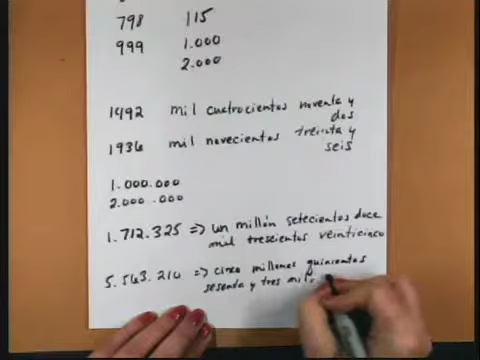 798 115
999 1.000
2.000
1492 mil cuatrocientos noventa y
dos
1936 mil novecientos treinta y
seis
1.000.000
2.000.000
1.712.325 => un millón setecientos doce
mil trescientos veinticinco
5.563.210 => cinco millones quinientos
sesenta y tres mil